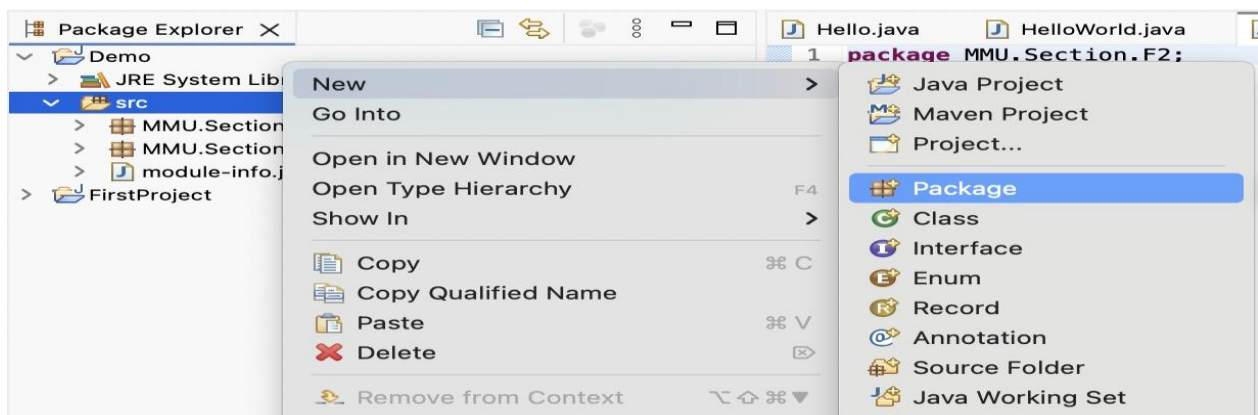 Package Explorer
Hello.java
HelloWorld.java
Demo
1 package MMU.Section.F2;
JRE System Libr
src
MMU.Section
MMU.Section
module-info.j
FirstProject
New
Go Into
Open in New Window
Open Type Hierarchy F4
Show In
Copy ⌘ C
Copy Qualified Name
Paste ⌘ V
Delete
Remove from Context ⌥⇧⌘▼
Java Project
Maven Project
Project...
Package
Class
Interface
Enum
Record
Annotation
Source Folder
Java Working Set